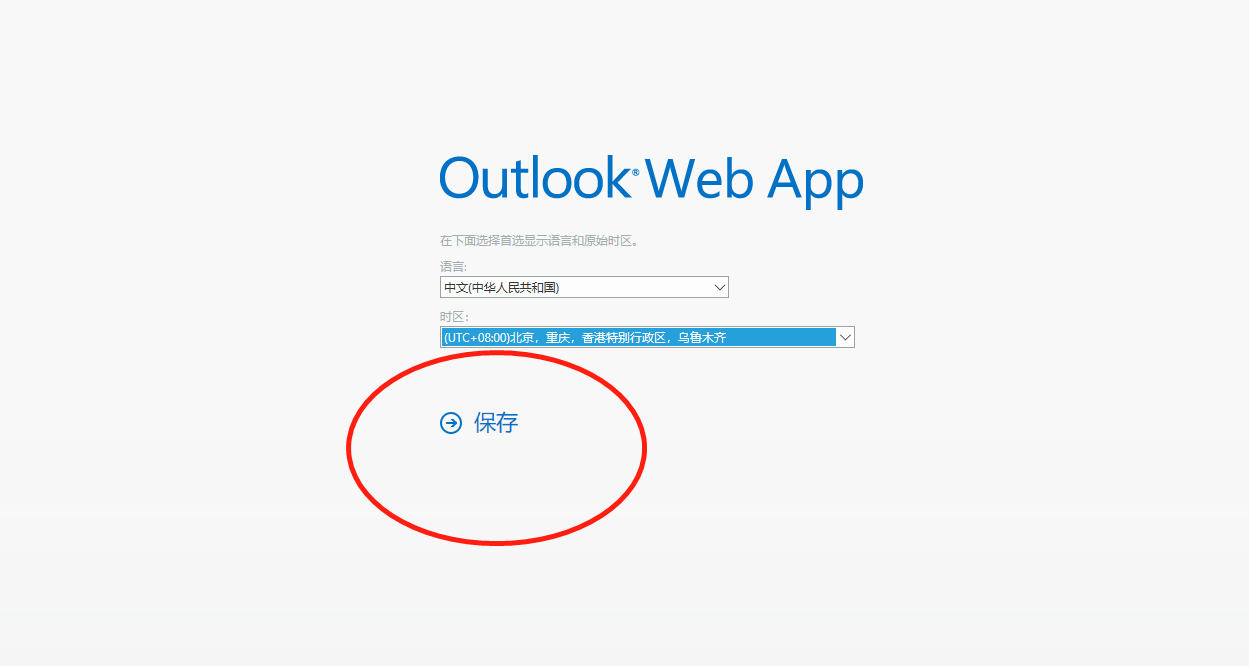 Outlook® Web App
在下面选择首选显示语言和原始时区。
语言:
中文(中华人民共和国)
时区:
(UTC+08:00)北京，重庆，香港特别行政区，乌鲁木齐
保存